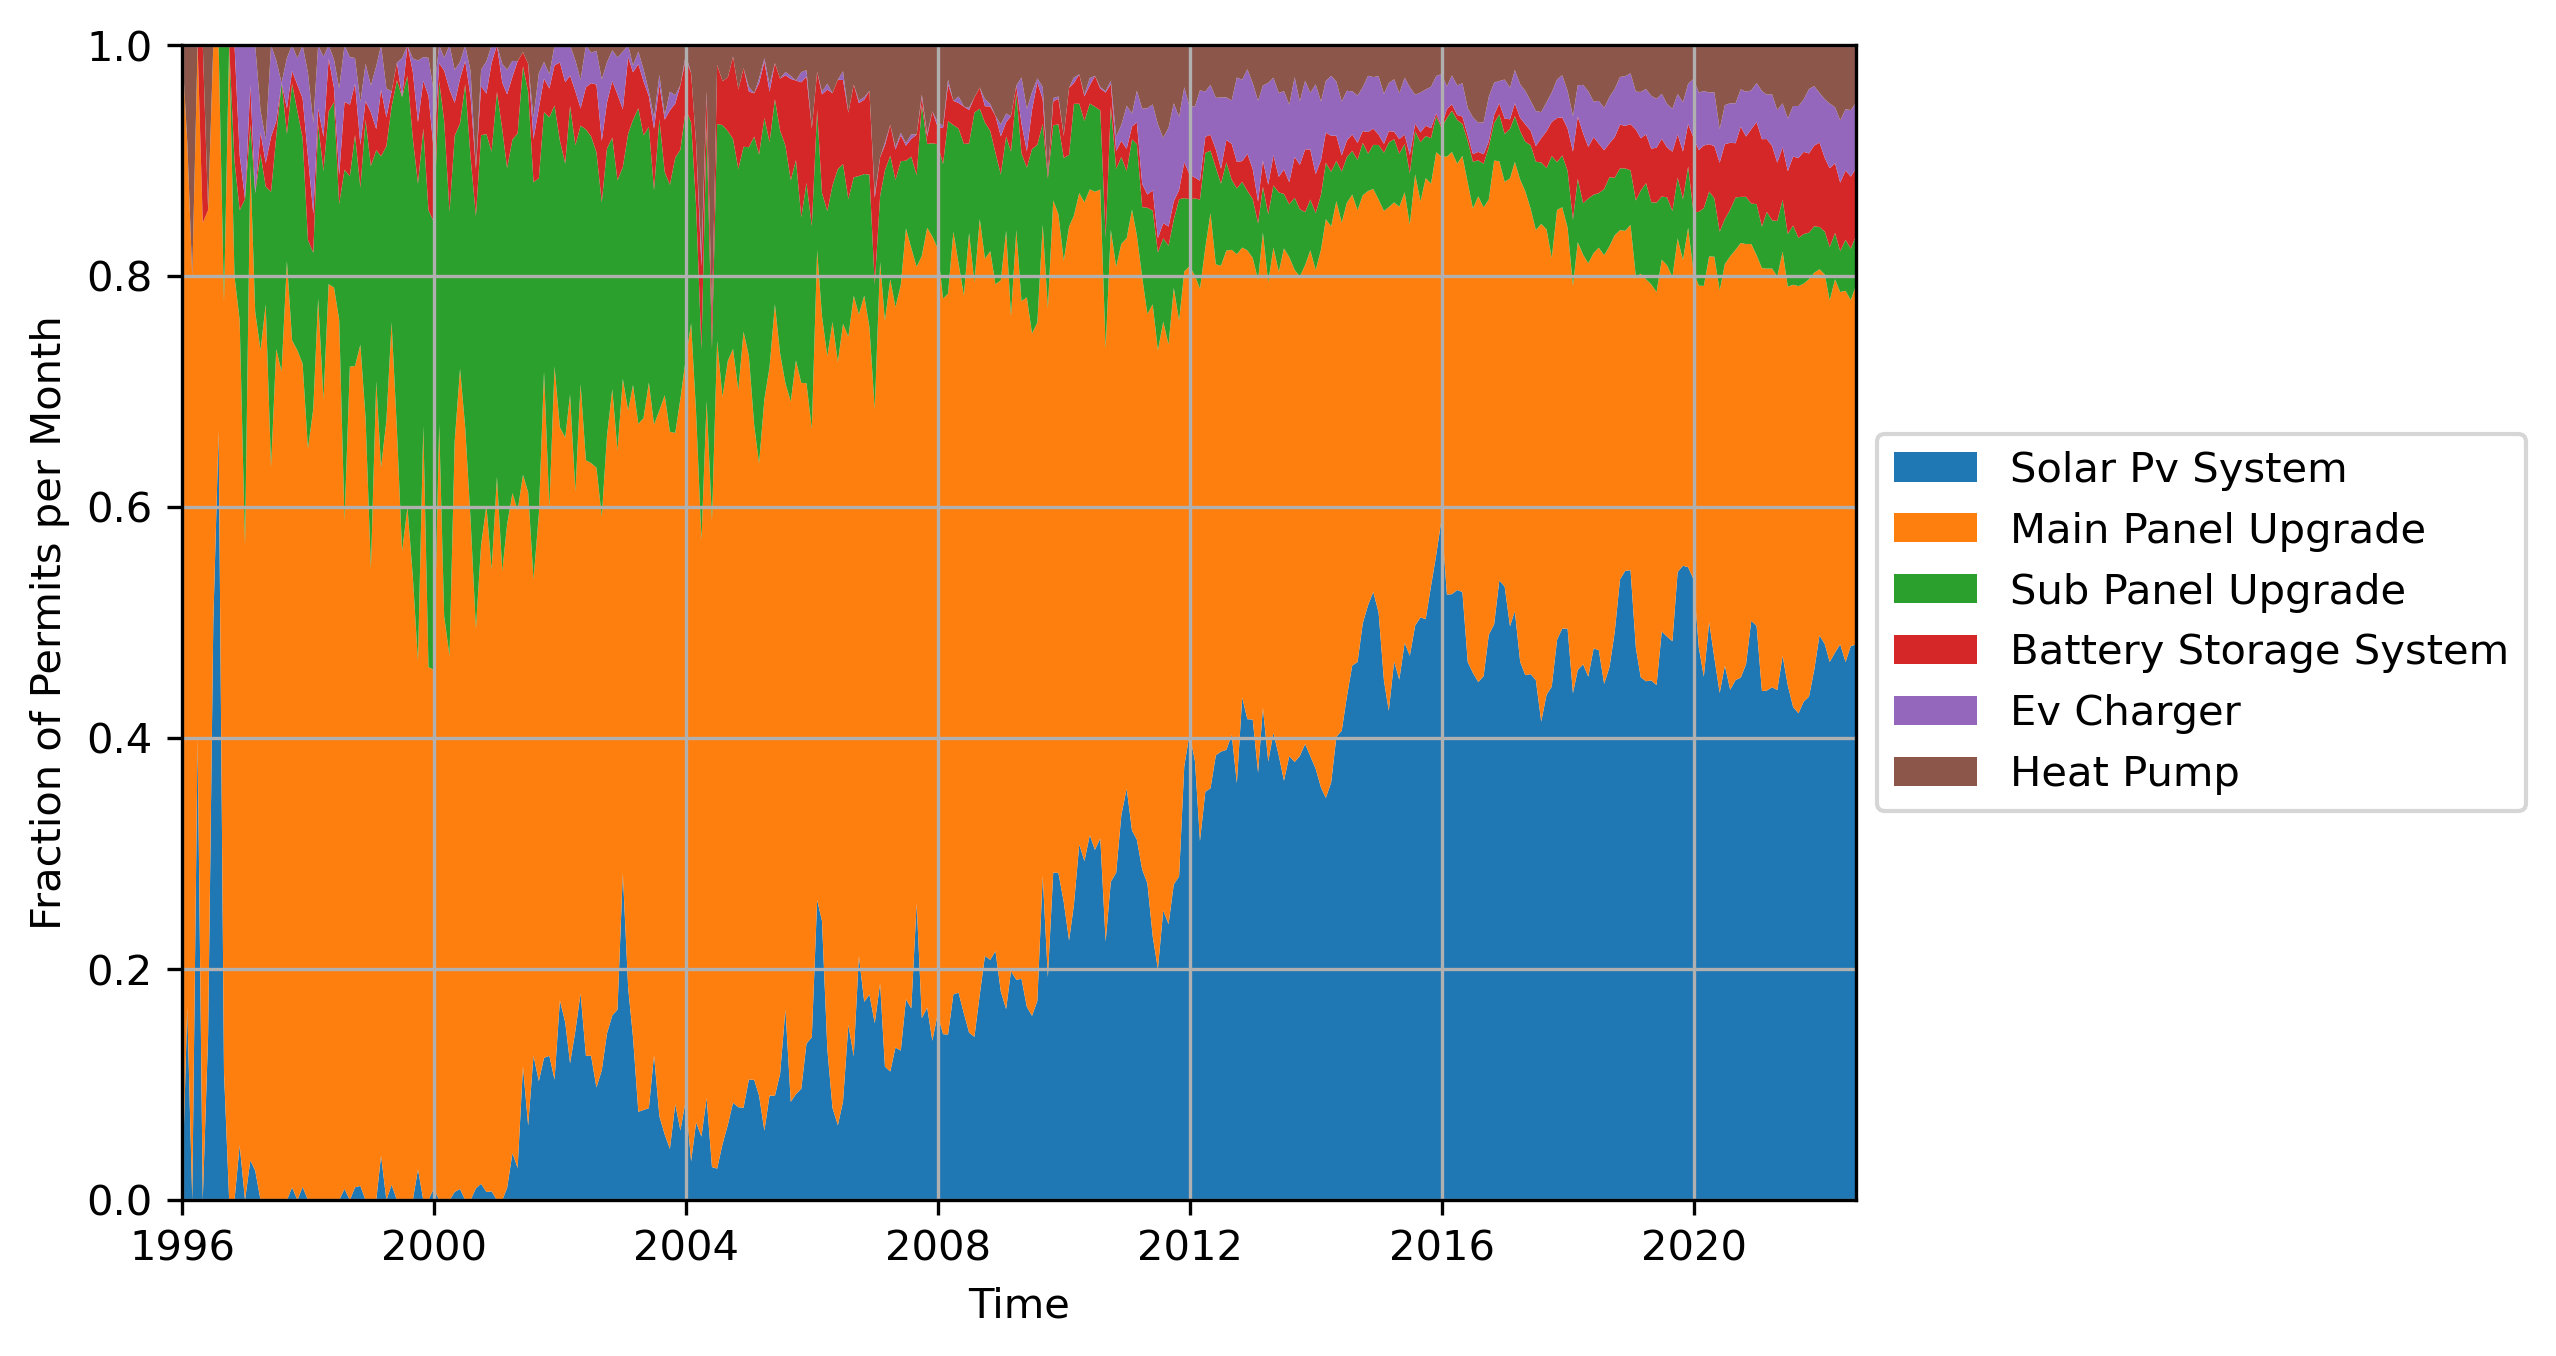 1.0
0.8
0.6
0.4
0.2
0.0
Fraction of Permits per Month
1996 2000 2004 2008 2012 2016 2020
Time
Solar Pv System
Main Panel Upgrade
Sub Panel Upgrade
Battery Storage System
Ev Charger
Heat Pump